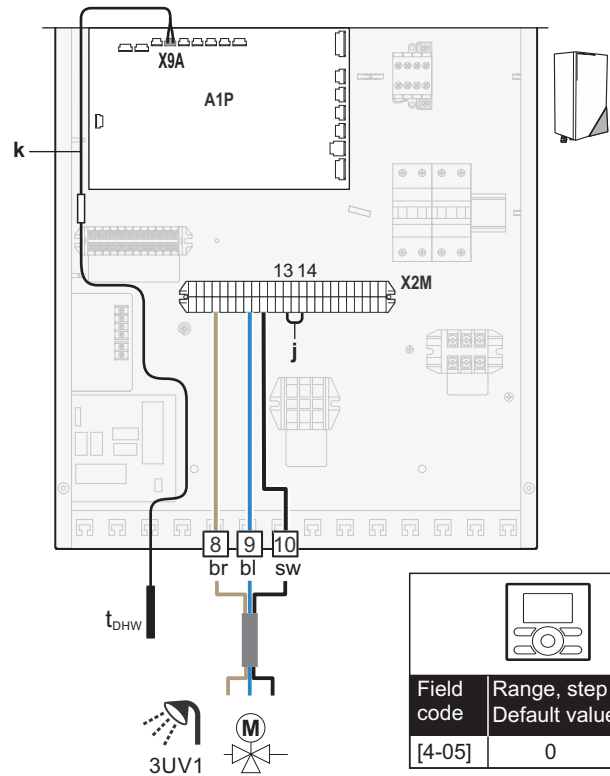 X9A
A1P
k
13 14
X2M
j
8 9 10
br bl sw
tDHW
M
3UV1
Field code
Range, step
Default value
[4-05] 0